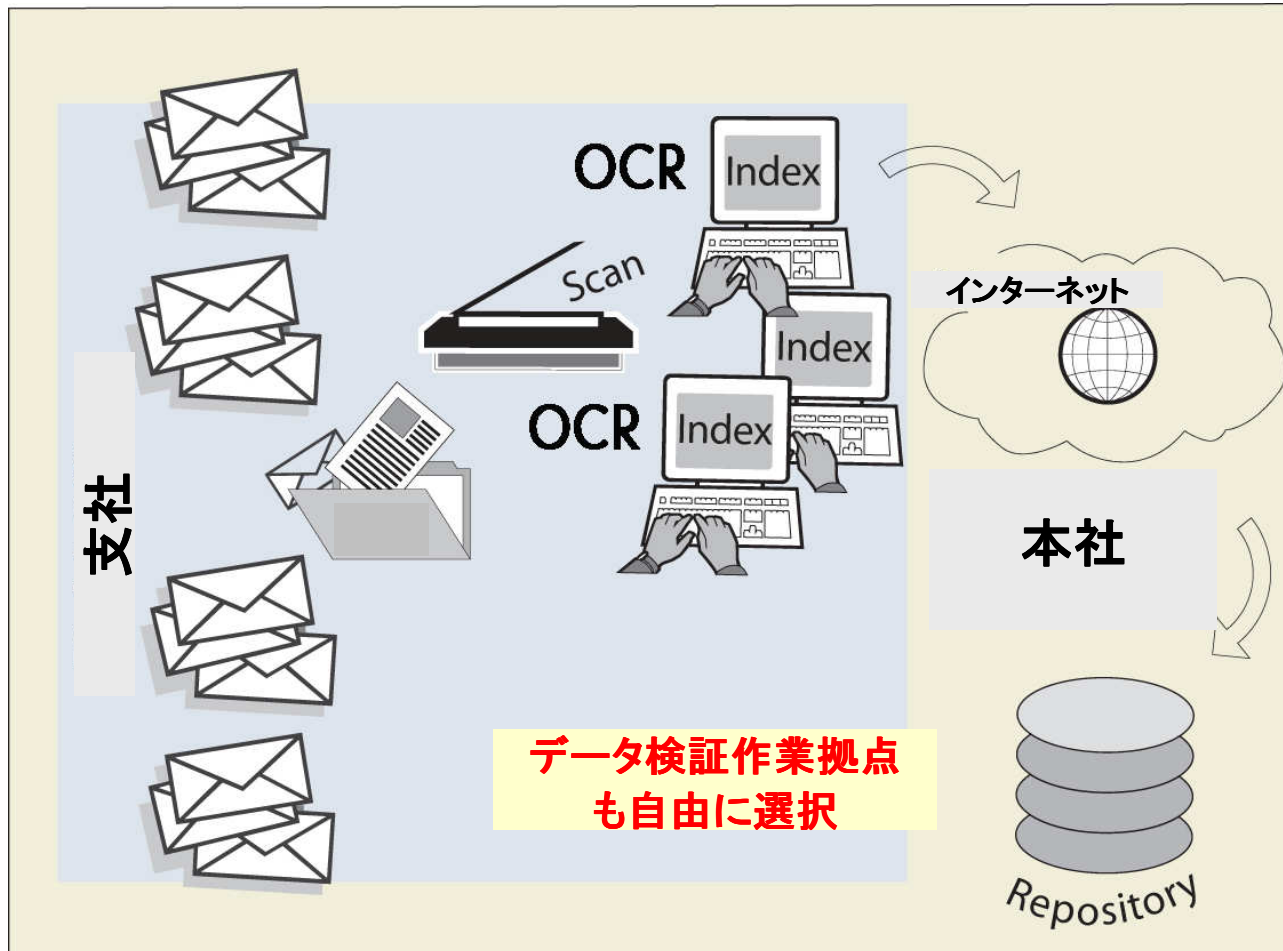 OCR
Index
Scan
インターネット
Index
OCR
Index
支社
本社
データ検証作業拠点
も自由に選択
Repository